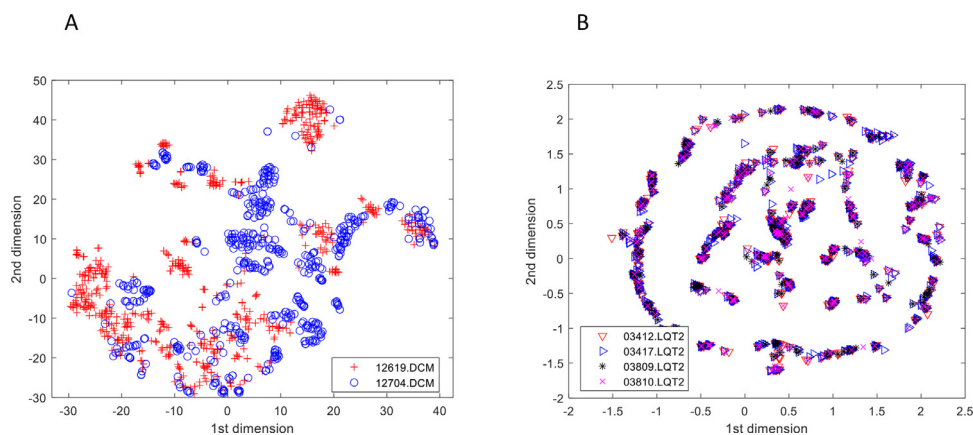 A
B
50
40
30
20
10
0
-10
-20
-30
2nd dimension
-30 -20 -10 0 10 20 30 40
1st dimension
12619.DCM
12704.DCM
2.5
2
1.5
1
0.5
0
-0.5
-1
-1.5
-2
2nd dimension
-2 -1.5 -1 -0.5 0 0.5 1 1.5 2 2.5
1st dimension
03412.LQT2
03417.LQT2
03809.LQT2
03810.LQT2